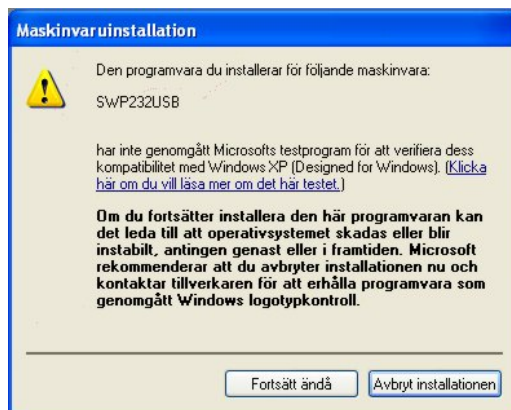 Maskinvaruinstallation
Den programvara du installerar för följande maskinvara:
SWP232USB
har inte genomgått Microsofts testprogram för att verifiera dess
kompatibilitet med Windows XP (Designed for Windows). (Klicka
här om du vill läsa mer om det här testet.)
Om du fortsätter installera den här programvaran kan
det leda till att operativsystemet skadas eller blir
instabilt, antingen genast eller i framtiden. Microsoft
rekommenderar att du avbryter installationen nu och
kontaktar tillverkaren för att erhålla programvara som
genomgått Windows logotypkontroll.
Fortsätt ändå
Avbryt installationen